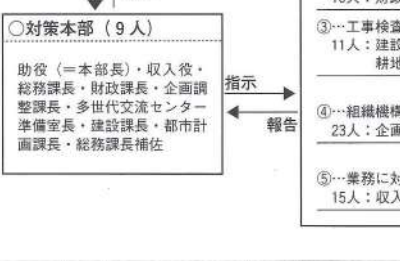 ○対策本部（９人）
助役（＝本部長）・収入役・
総務課長・財政課長・企画調
整課長・多世代交流センター
準備室長・建設課長・都市計
画課長・総務課長補佐
指示
報告
③…工事検査
11人：建設
耕地
④…組織機構
23人：企画
⑤…業務に対
15人：収入